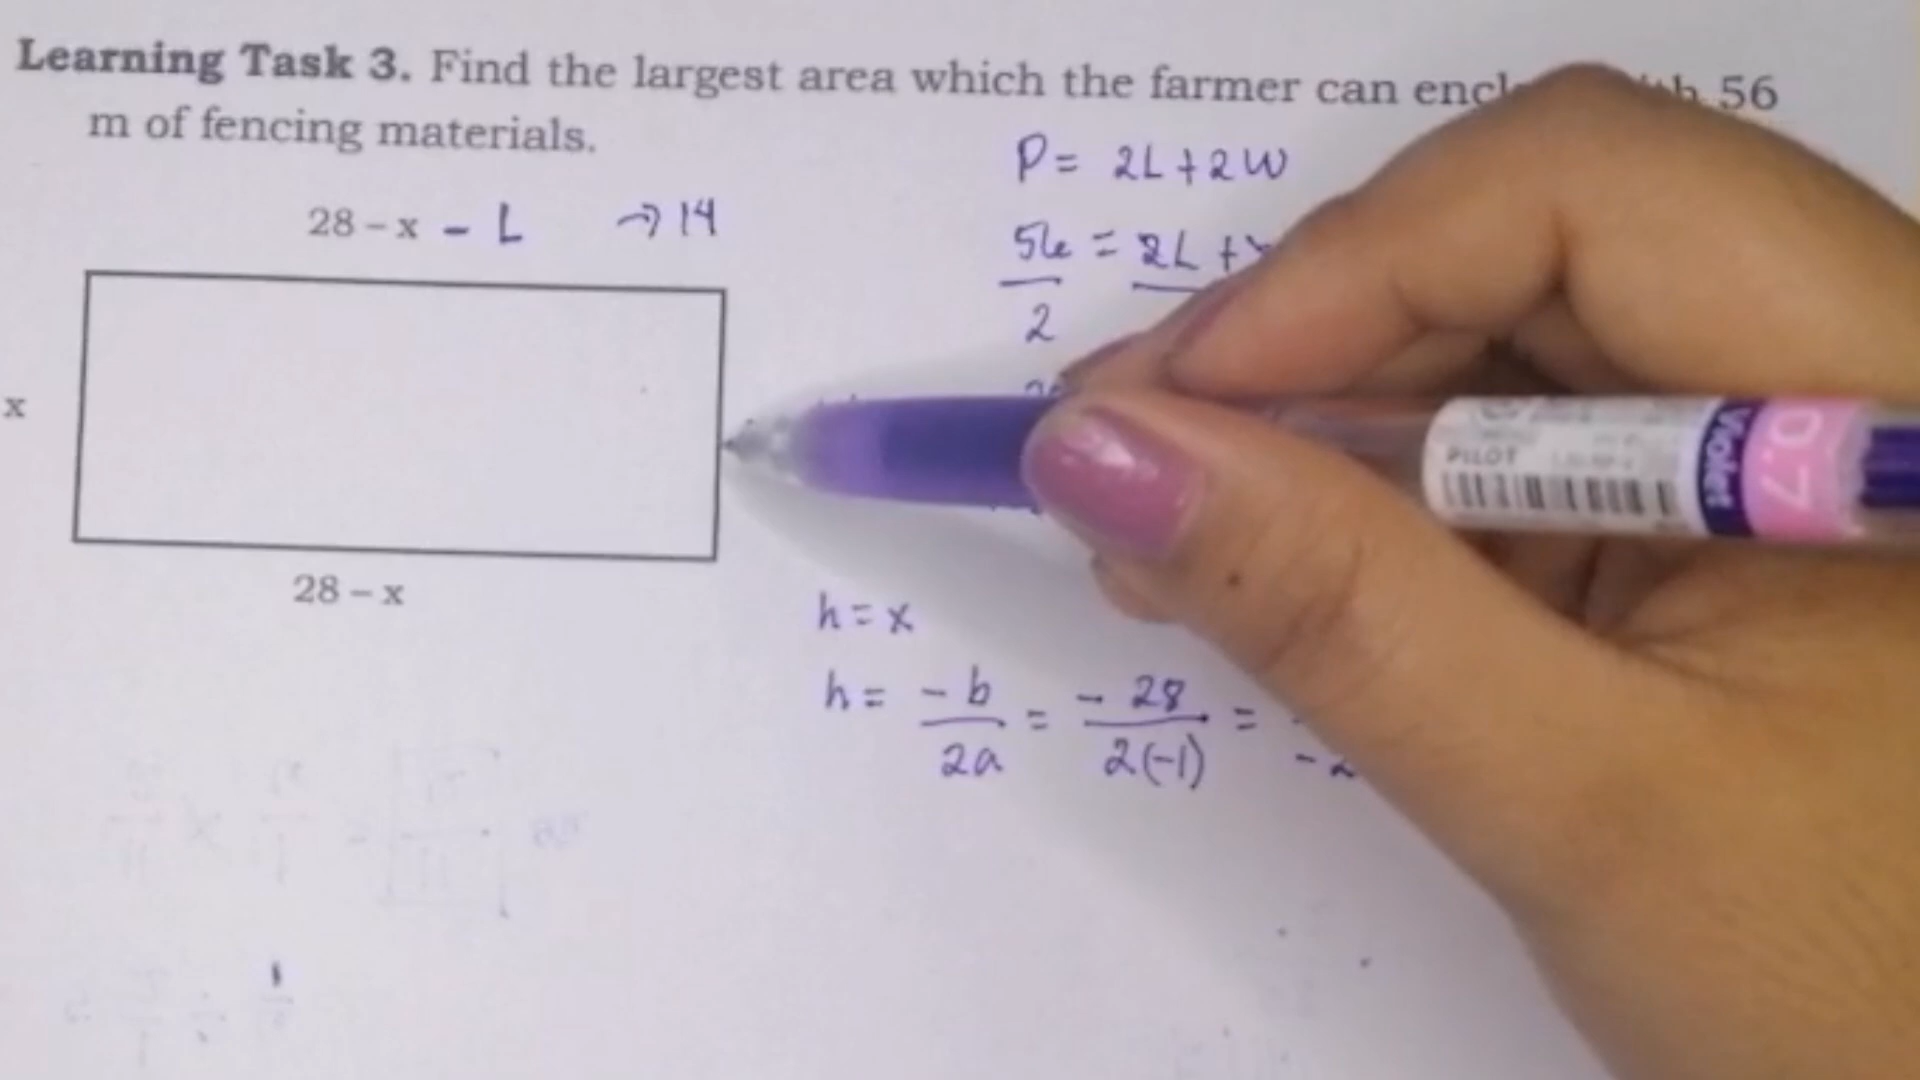 Learning Task 3. Find the largest area which the farmer can 56
m of fencing materials.
P = 2L + 2W
28 – x – L → 14
56 = 2L +
2
x
28 – x
h = x
h = -b / 2a = - 28 / 2(-1) =
PILOT
Violet
0.7